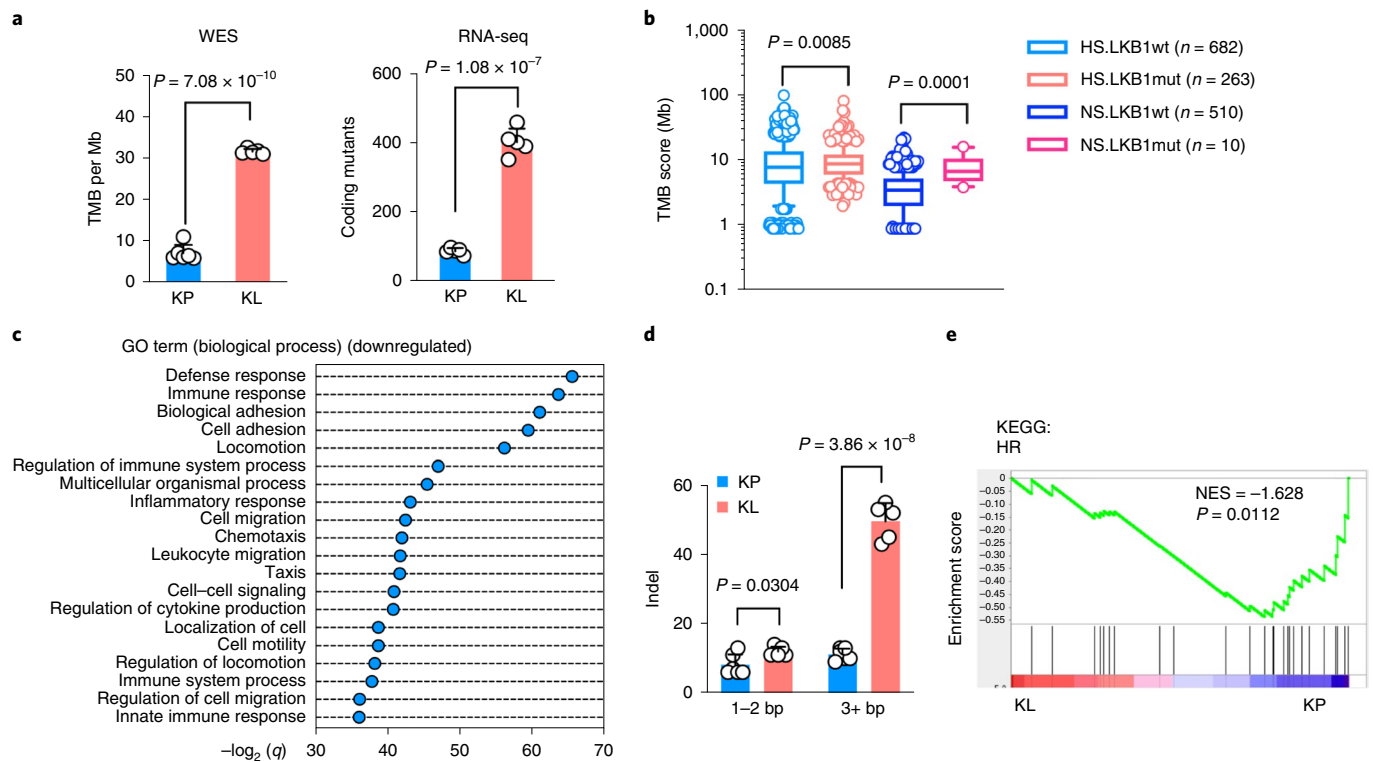 a
WES
P = 7.08 × 10⁻¹⁰
TMB per Mb
50
40
30
20
10
0
KP
KL
RNA-seq
P = 1.08 × 10⁻⁷
Coding mutants
600
400
200
0
KP
KL
b
P = 0.0085
P = 0.0001
TMB score (Mb)
1,000
100
10
1
0.1
HS.LKB1wt (n = 682)
HS.LKB1mut (n = 263)
NS.LKB1wt (n = 510)
NS.LKB1mut (n = 10)
c
GO term (biological process) (downregulated)
Defense response
Immune response
Biological adhesion
Cell adhesion
Locomotion
Regulation of immune system process
Multicellular organismal process
Inflammatory response
Cell migration
Chemotaxis
Leukocyte migration
Taxis
Cell–cell signaling
Regulation of cytokine production
Localization of cell
Cell motility
Regulation of locomotion
Immune system process
Regulation of cell migration
Innate immune response
–log₂ (q)
30 40 50 60 70
d
P = 3.86 × 10⁻⁸
KP
KL
P = 0.0304
Indel
60
40
20
0
1–2 bp
3+ bp
e
KEGG:
HR
NES = –1.628
P = 0.0112
Enrichment score
0
−0.05
−0.10
−0.15
−0.20
−0.25
−0.30
−0.35
−0.40
−0.45
−0.50
−0.55
KL
KP